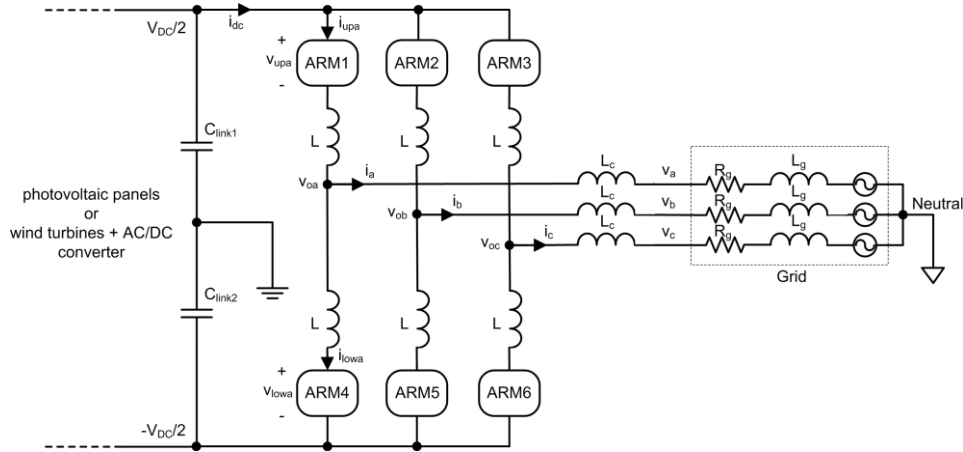 V_DC/2
i_dc
i_upa
+
v_upa
-
ARM1
ARM2
ARM3
C_link1
L
L
L
v_oa
i_a
L_c
v_a
R_g
L_g
photovoltaic panels
or
wind turbines + AC/DC
converter
v_ob
i_b
L_c
v_b
R_g
L_g
Neutral
v_oc
i_c
L_c
v_c
R_g
L_g
Grid
C_link2
L
L
L
i_lowa
+
v_lowa
-
ARM4
ARM5
ARM6
-V_DC/2